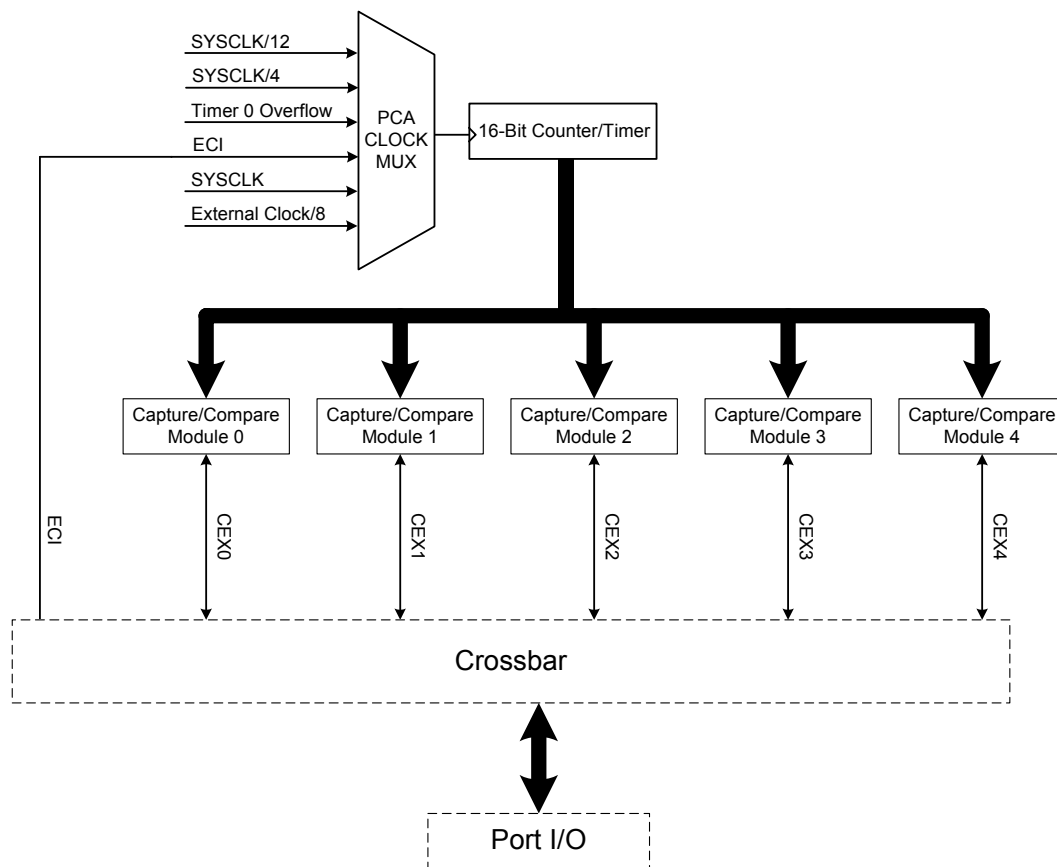 SYSCLK/12
SYSCLK/4
Timer 0 Overflow
ECI
SYSCLK
External Clock/8
PCA
CLOCK
MUX
16-Bit Counter/Timer
Capture/Compare
Module 0
Capture/Compare
Module 1
Capture/Compare
Module 2
Capture/Compare
Module 3
Capture/Compare
Module 4
ECI
CEX0
CEX1
CEX2
CEX3
CEX4
Crossbar
Port I/O